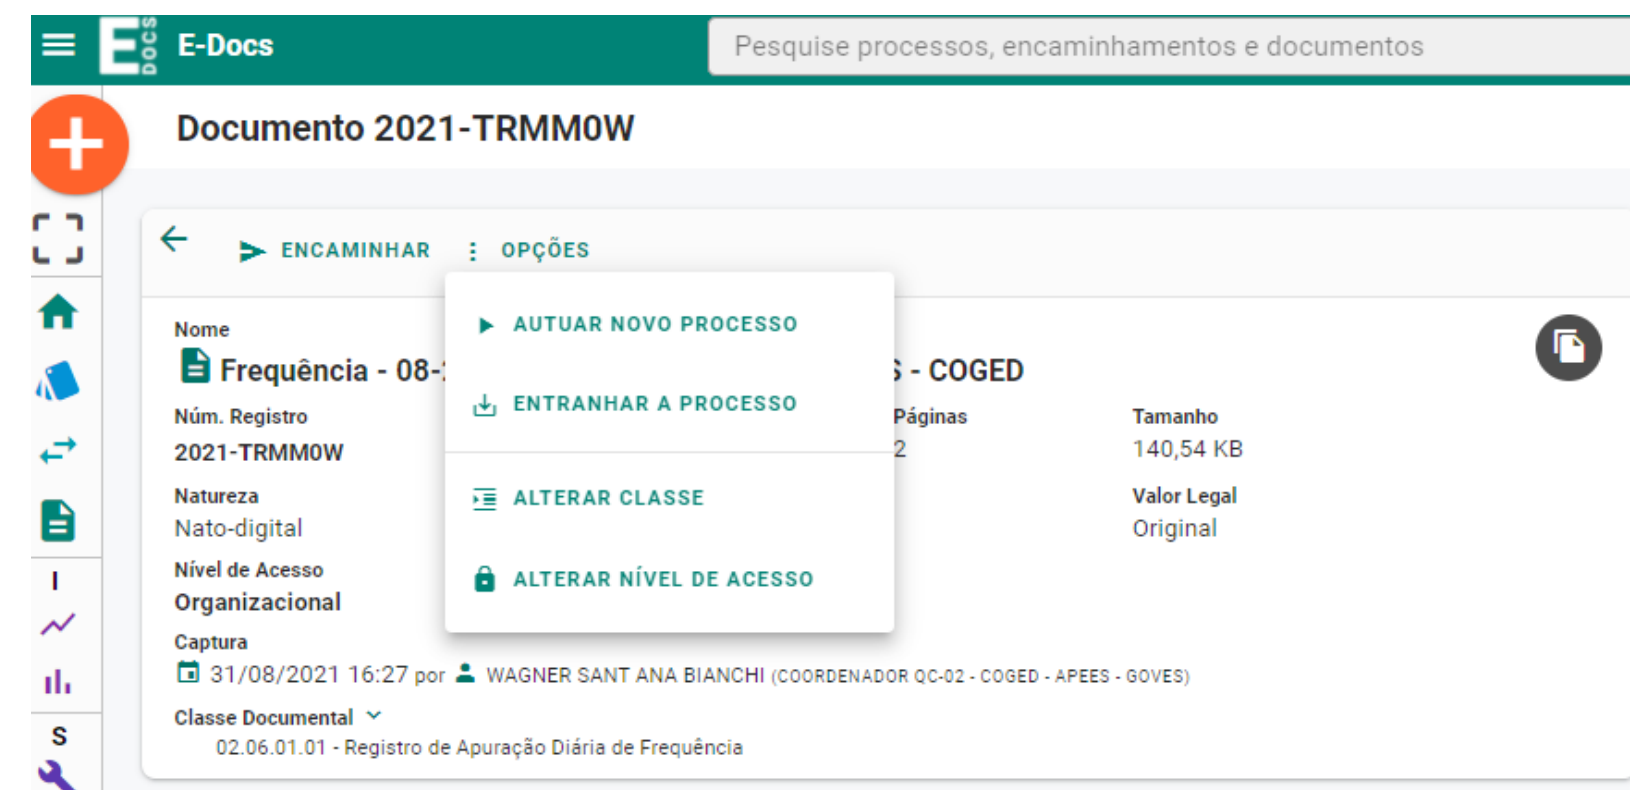 E DOCS
E-Docs
Pesquise processos, encaminhamentos e documentos
Documento 2021-TRMM0W
ENCAMINHAR
OPÇÕES
AUTUAR NOVO PROCESSO
ENTRANHAR A PROCESSO
ALTERAR CLASSE
ALTERAR NÍVEL DE ACESSO
Nome
Frequência - 08- - COGED
Núm. Registro
2021-TRMM0W
Páginas
2
Tamanho
140,54 KB
Natureza
Nato-digital
Valor Legal
Original
Nível de Acesso
Organizacional
Captura
31/08/2021 16:27 por WAGNER SANT ANA BIANCHI (COORDENADOR QC-02 - COGED - APEES - GOVES)
Classe Documental
02.06.01.01 - Registro de Apuração Diária de Frequência
I
S